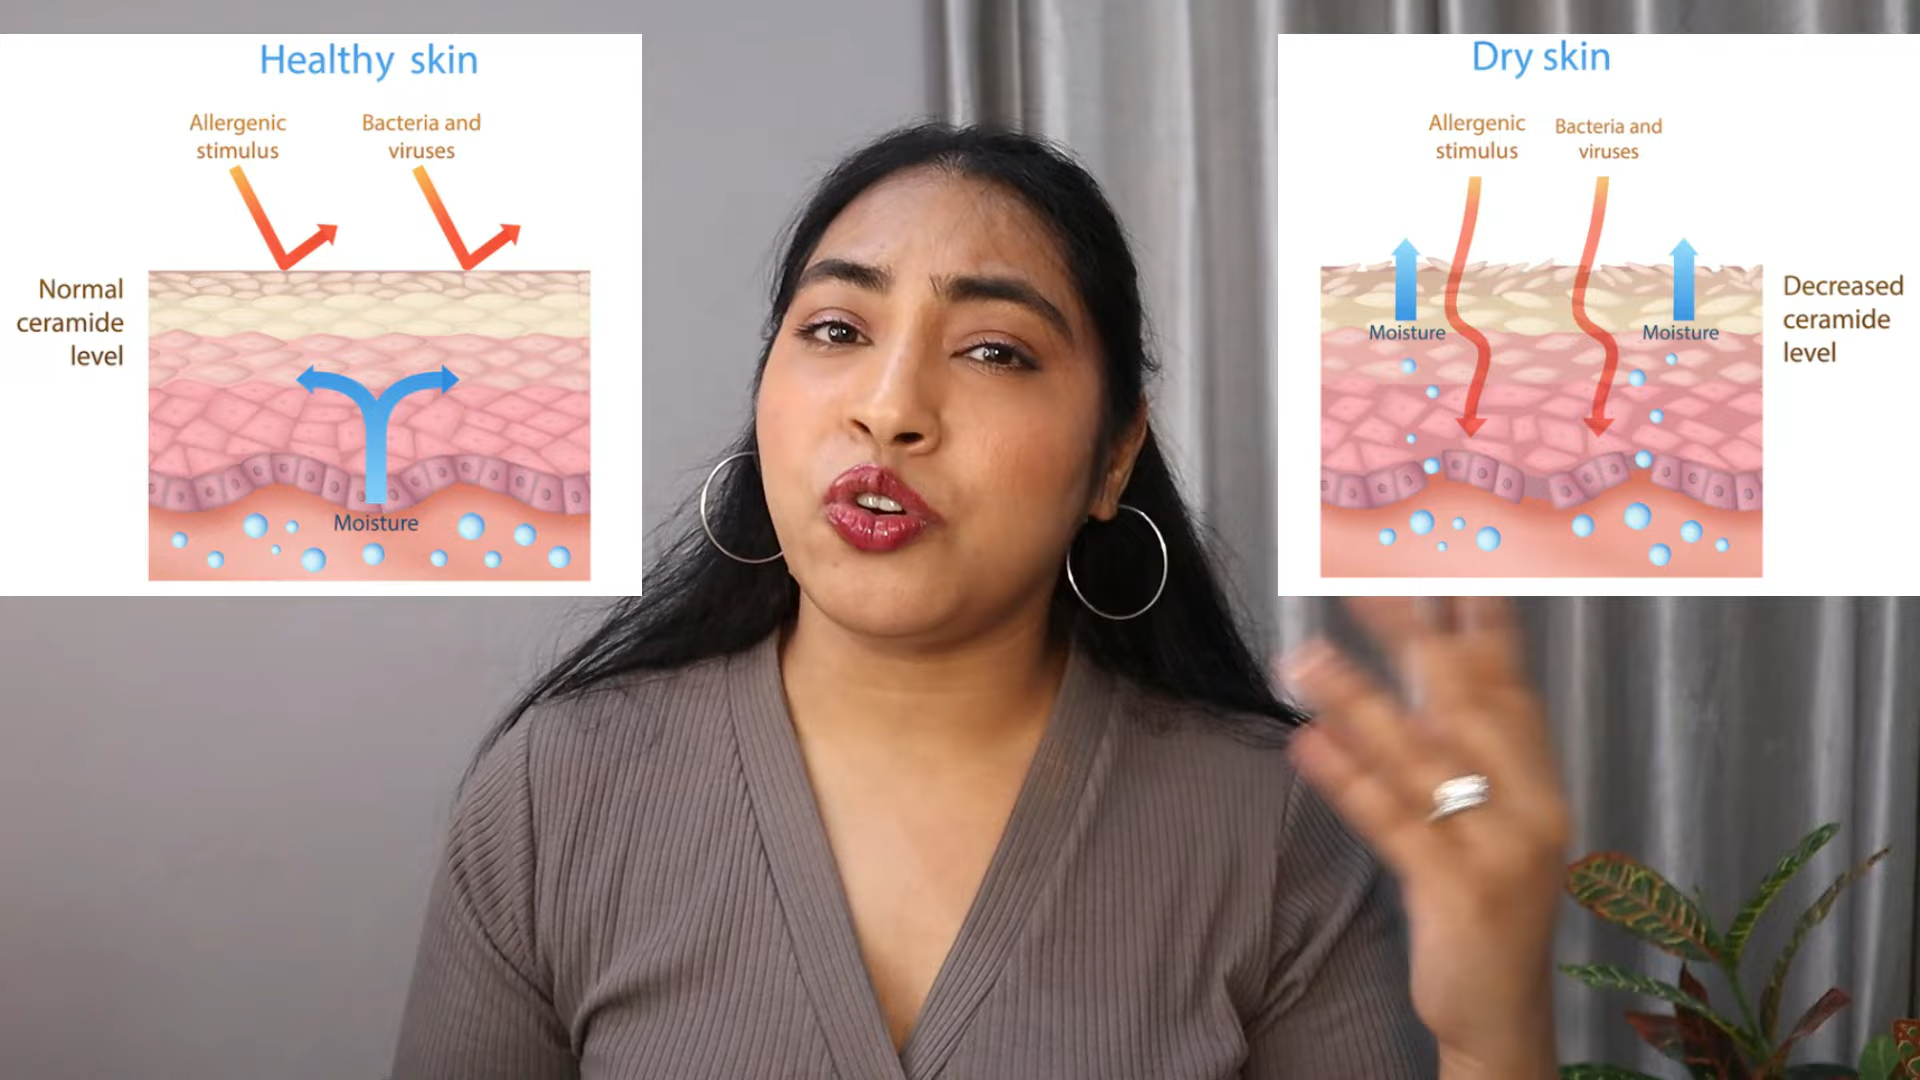 Healthy skin
Allergenic
stimulus
Bacteria and
viruses
Normal
ceramide
level
Moisture
Dry skin
Allergenic
stimulus
Bacteria and
viruses
Moisture
Moisture
Decreased
ceramide
level